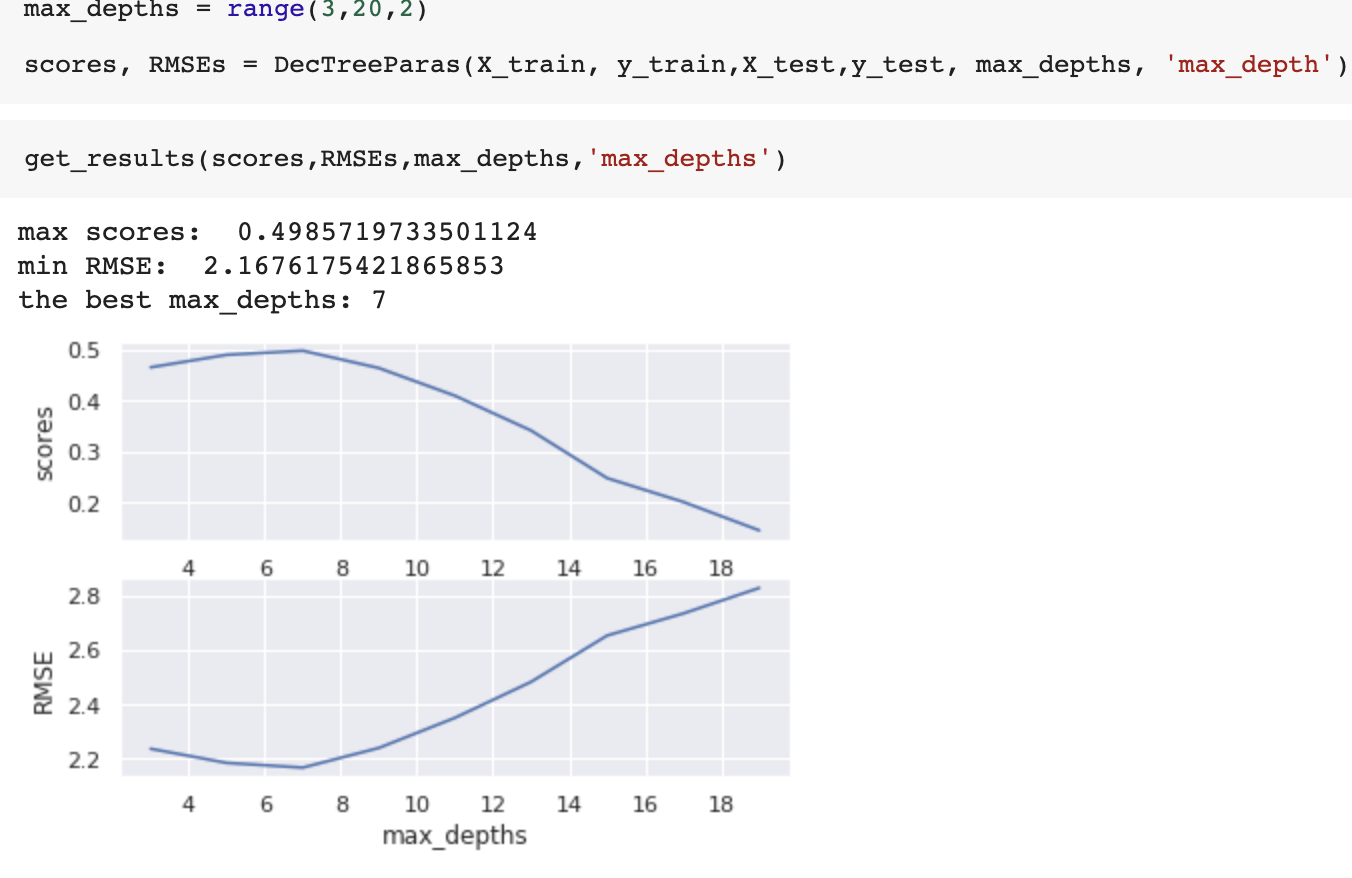 max_depths = range(3,20,2)
scores, RMSEs = DecTreeParas(X_train, y_train,X_test,y_test, max_depths, 'max_depth')
get_results(scores,RMSEs,max_depths,'max_depths')
max scores:  0.4985719733501124
min RMSE:  2.1676175421865853
the best max_depths: 7
0.5
0.4
0.3
0.2
scores
4 6 8 10 12 14 16 18
2.8
2.6
2.4
2.2
RMSE
4 6 8 10 12 14 16 18
max_depths